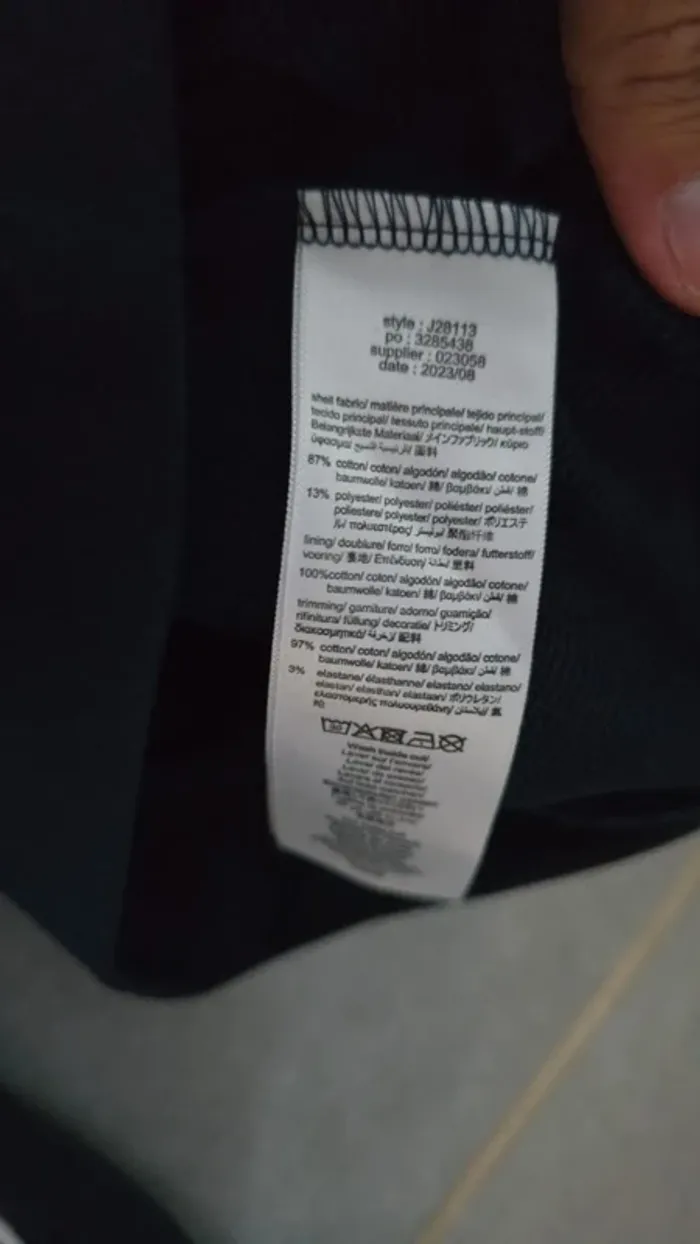 style : J28113
po : 3285438
supplier : 023058
date : 2023/08
shell fabric/ matière principale/ tejido principal/
tecido principal/ tessuto principale/ haupt-stoff/
Belangrijkste Materiaal/ メインファブリック/ κύριο
ύφασμα/ 面料
87% cotton/ coton/ algodón/ algodão/ cotone/
baumwolle/ katoen/ 綿/ βαμβάκι/ قطن/ 棉
13% polyester/ polyester/ poliéster/ poliéster/
poliestere/ polyester/ polyester/ ポリエステ
ル/ πολυεστέρας/ بوليستر/ 聚酯纤维
lining/ doublure/ forro/ forro/ fodera/ futterstoff/
voering/ 裏地/ Επένδυση/ بطانة/ 里料
100%cotton/ coton/ algodón/ algodão/ cotone/
baumwolle/ katoen/ 綿/ βαμβάκι/ قطن/ 棉
trimming/ garniture/ adorno/ guarnição/
rifinitura/ füllung/ decoratie/ トリミング/
διακοσμητικό/ زخرفة/ 配料
97% cotton/ coton/ algodón/ algodão/ cotone/
baumwolle/ katoen/ 綿/ βαμβάκι/ قطن/ 棉
3% elastane/ élasthanne/ elastano/ elastano/
elastan/ elasthan/ elastaan/ ポリウレタン/
ελαστομερής πολυουρεθάνη/ إيلاستان/ 氨
纶
Wash inside out/
Laver sur l'envers/
Lavar del revés/